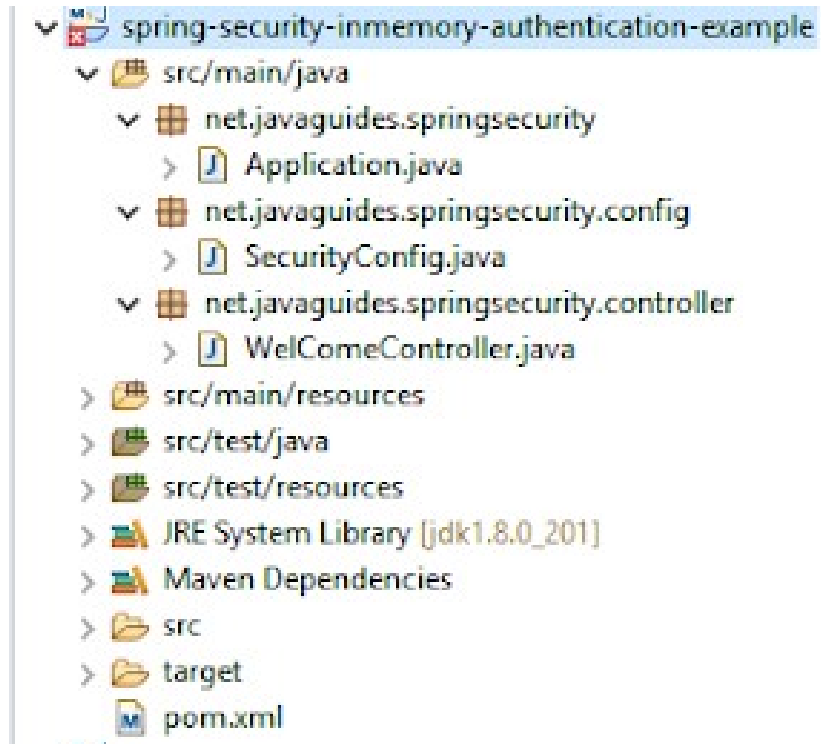 spring-security-inmemory-authentication-example
src/main/java
net.javaguides.springsecurity
Application.java
net.javaguides.springsecurity.config
SecurityConfig.java
net.javaguides.springsecurity.controller
WelComeController.java
src/main/resources
src/test/java
src/test/resources
JRE System Library [jdk1.8.0_201]
Maven Dependencies
src
target
pom.xml